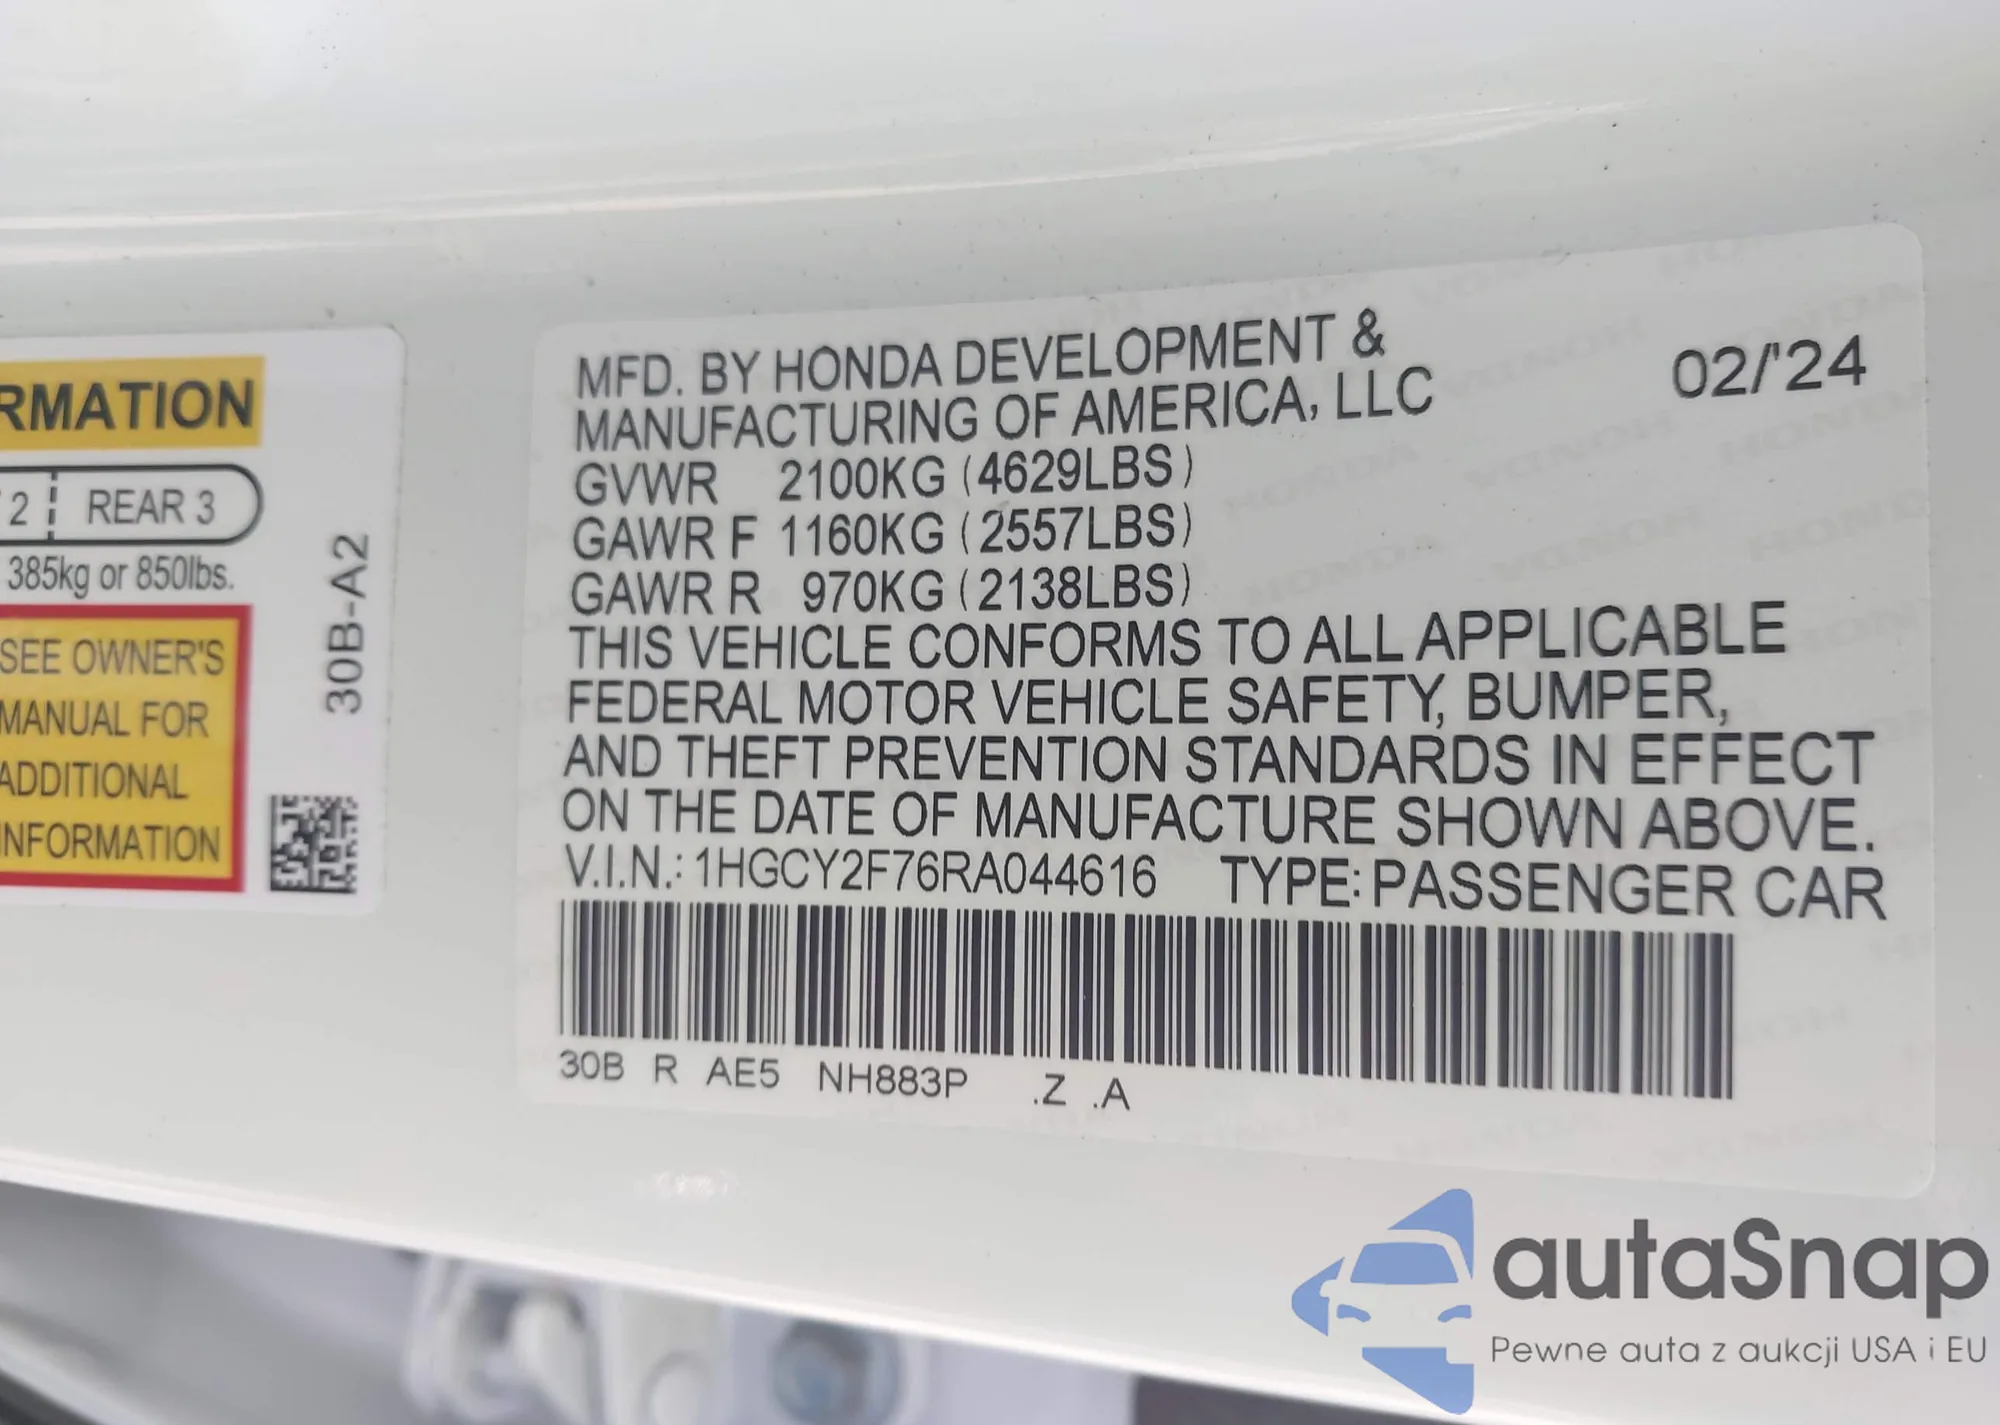 RMATION
2 REAR 3
385kg or 850lbs.
SEE OWNER'S
MANUAL FOR
ADDITIONAL
INFORMATION
30B-A2
MFD. BY HONDA DEVELOPMENT &
MANUFACTURING OF AMERICA, LLC
02/'24
GVWR 2100KG (4629LBS)
GAWR F 1160KG (2557LBS)
GAWR R 970KG (2138LBS)
THIS VEHICLE CONFORMS TO ALL APPLICABLE
FEDERAL MOTOR VEHICLE SAFETY, BUMPER,
AND THEFT PREVENTION STANDARDS IN EFFECT
ON THE DATE OF MANUFACTURE SHOWN ABOVE.
V.I.N.: 1HGCY2F76RA044616 TYPE: PASSENGER CAR
30B R AE5 NH883P .Z .A
autaSnap
Pewne auta z aukcji USA i EU